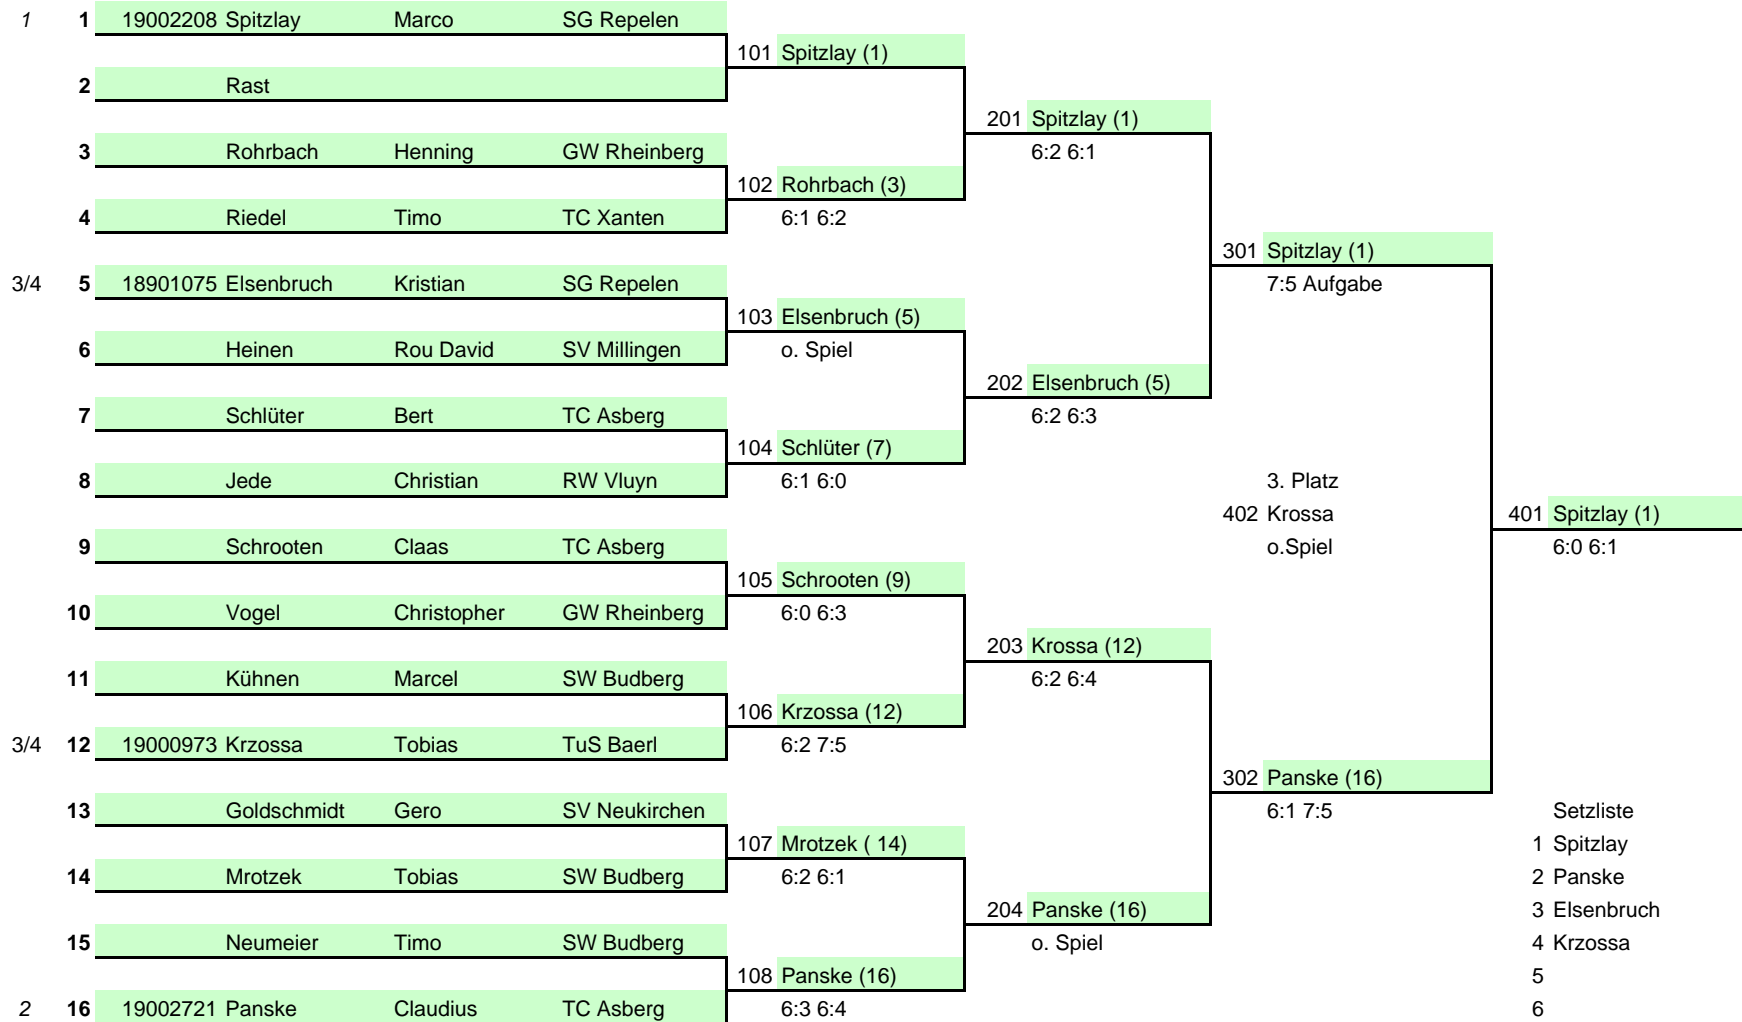 1 1 19002208 Spitzlay Marco SG Repelen
101 Spitzlay (1)
2 Rast
201 Spitzlay (1)
3 Rohrbach Henning GW Rheinberg 6:2 6:1
102 Rohrbach (3)
4 Riedel Timo TC Xanten 6:1 6:2
301 Spitzlay (1)
3/4 5 18901075 Elsenbruch Kristian SG Repelen 7:5 Aufgabe
103 Elsenbruch (5)
6 Heinen Rou David SV Millingen o. Spiel
202 Elsenbruch (5)
7 Schlüter Bert TC Asberg 6:2 6:3
104 Schlüter (7)
8 Jede Christian RW Vluyn 6:1 6:0 3. Platz
402 Krossa 401 Spitzlay (1)
9 Schrooten Claas TC Asberg o.Spiel 6:0 6:1
105 Schrooten (9)
10 Vogel Christopher GW Rheinberg 6:0 6:3
203 Krossa (12)
11 Kühnen Marcel SW Budberg 6:2 6:4
106 Krzossa (12)
3/4 12 19000973 Krzossa Tobias TuS Baerl 6:2 7:5
302 Panske (16)
13 Goldschmidt Gero SV Neukirchen 6:1 7:5 Setzliste
107 Mrotzek ( 14) 1 Spitzlay
14 Mrotzek Tobias SW Budberg 6:2 6:1 2 Panske
204 Panske (16) 3 Elsenbruch
15 Neumeier Timo SW Budberg o. Spiel 4 Krzossa
108 Panske (16) 5
2 16 19002721 Panske Claudius TC Asberg 6:3 6:4 6